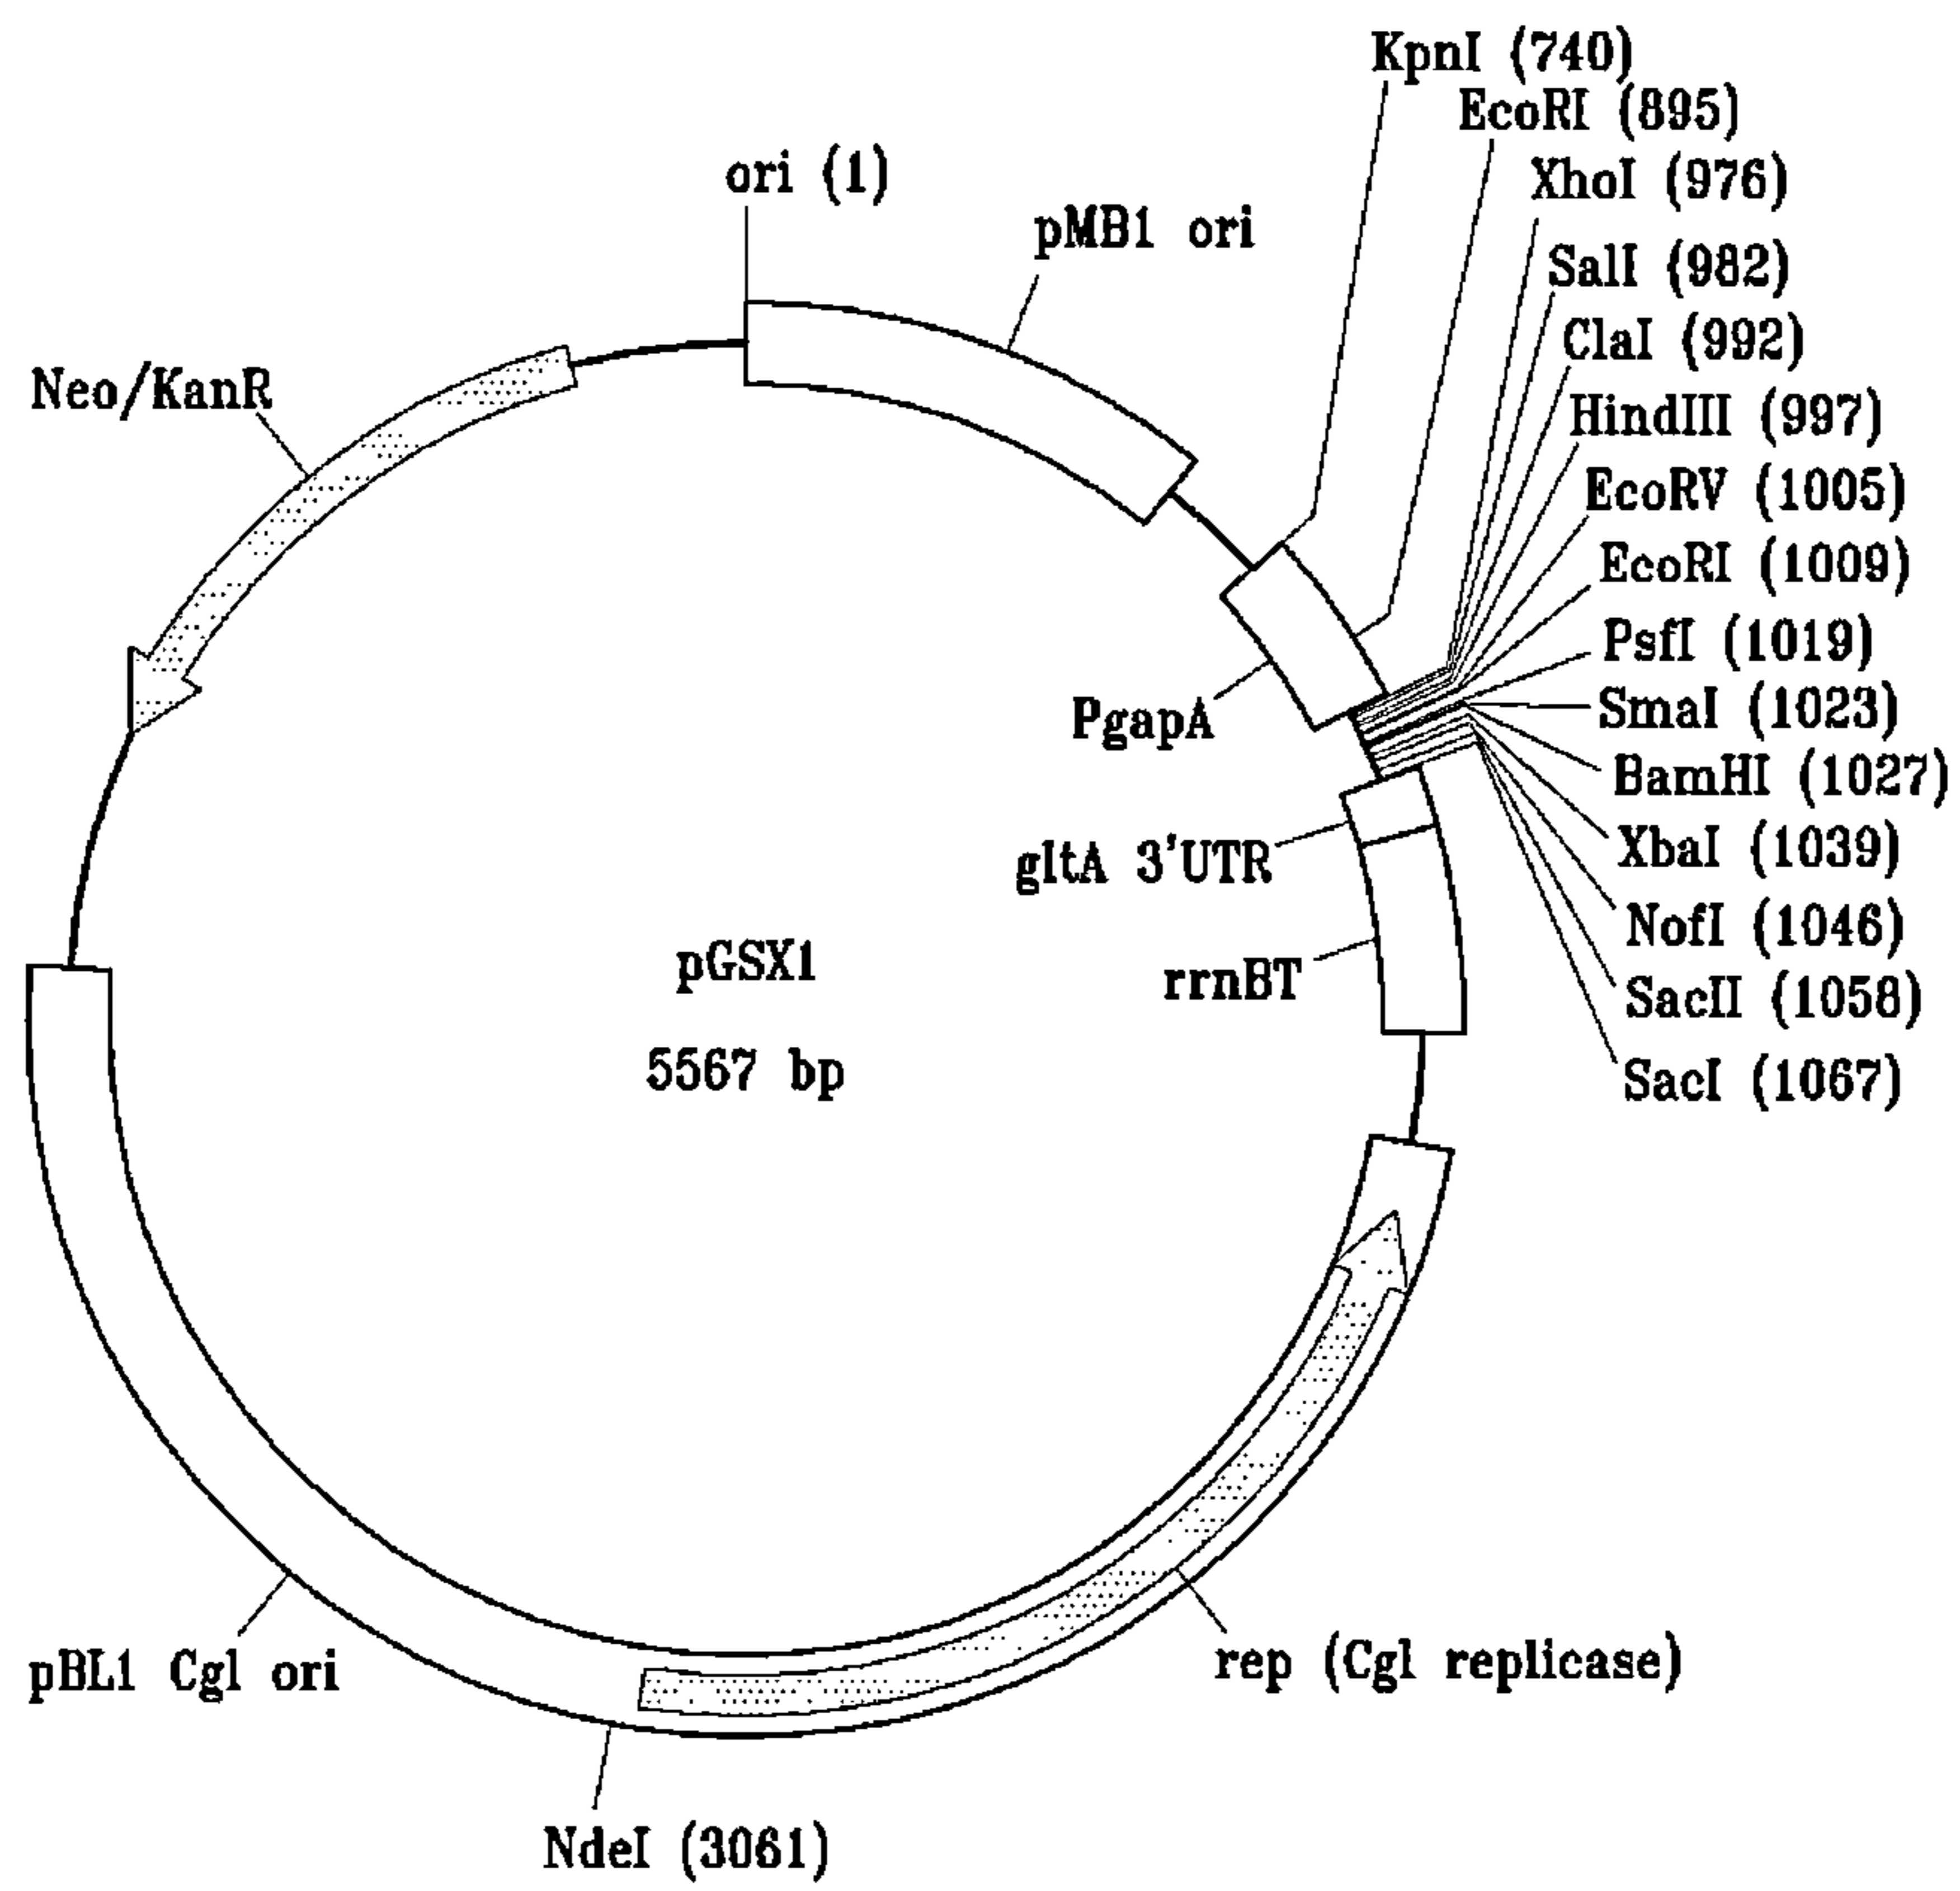 KpnI (740)
EcoRI (895)
XhoI (976)
SalI (982)
ClaI (992)
HindIII (997)
EcoRV (1005)
EcoRI (1009)
PsfI (1019)
SmaI (1023)
BamHI (1027)
XbaI (1039)
NofI (1046)
SacII (1058)
SacI (1067)
ori (1)
pMB1 ori
Neo/KanR
PgapA
gltA 3'UTR
rrnBT
pGSX1
5567 bp
rep (Cgl replicase)
pBL1 Cgl ori
NdeI (3061)